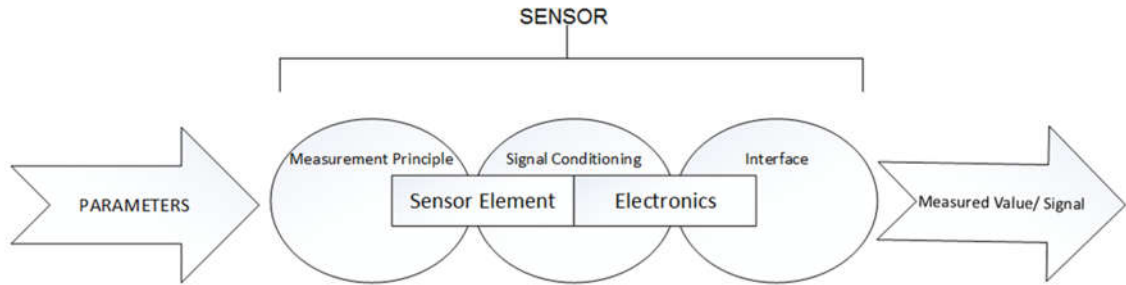 SENSOR
Measurement Principle
Signal Conditioning
Interface
PARAMETERS
Sensor Element
Electronics
Measured Value/ Signal